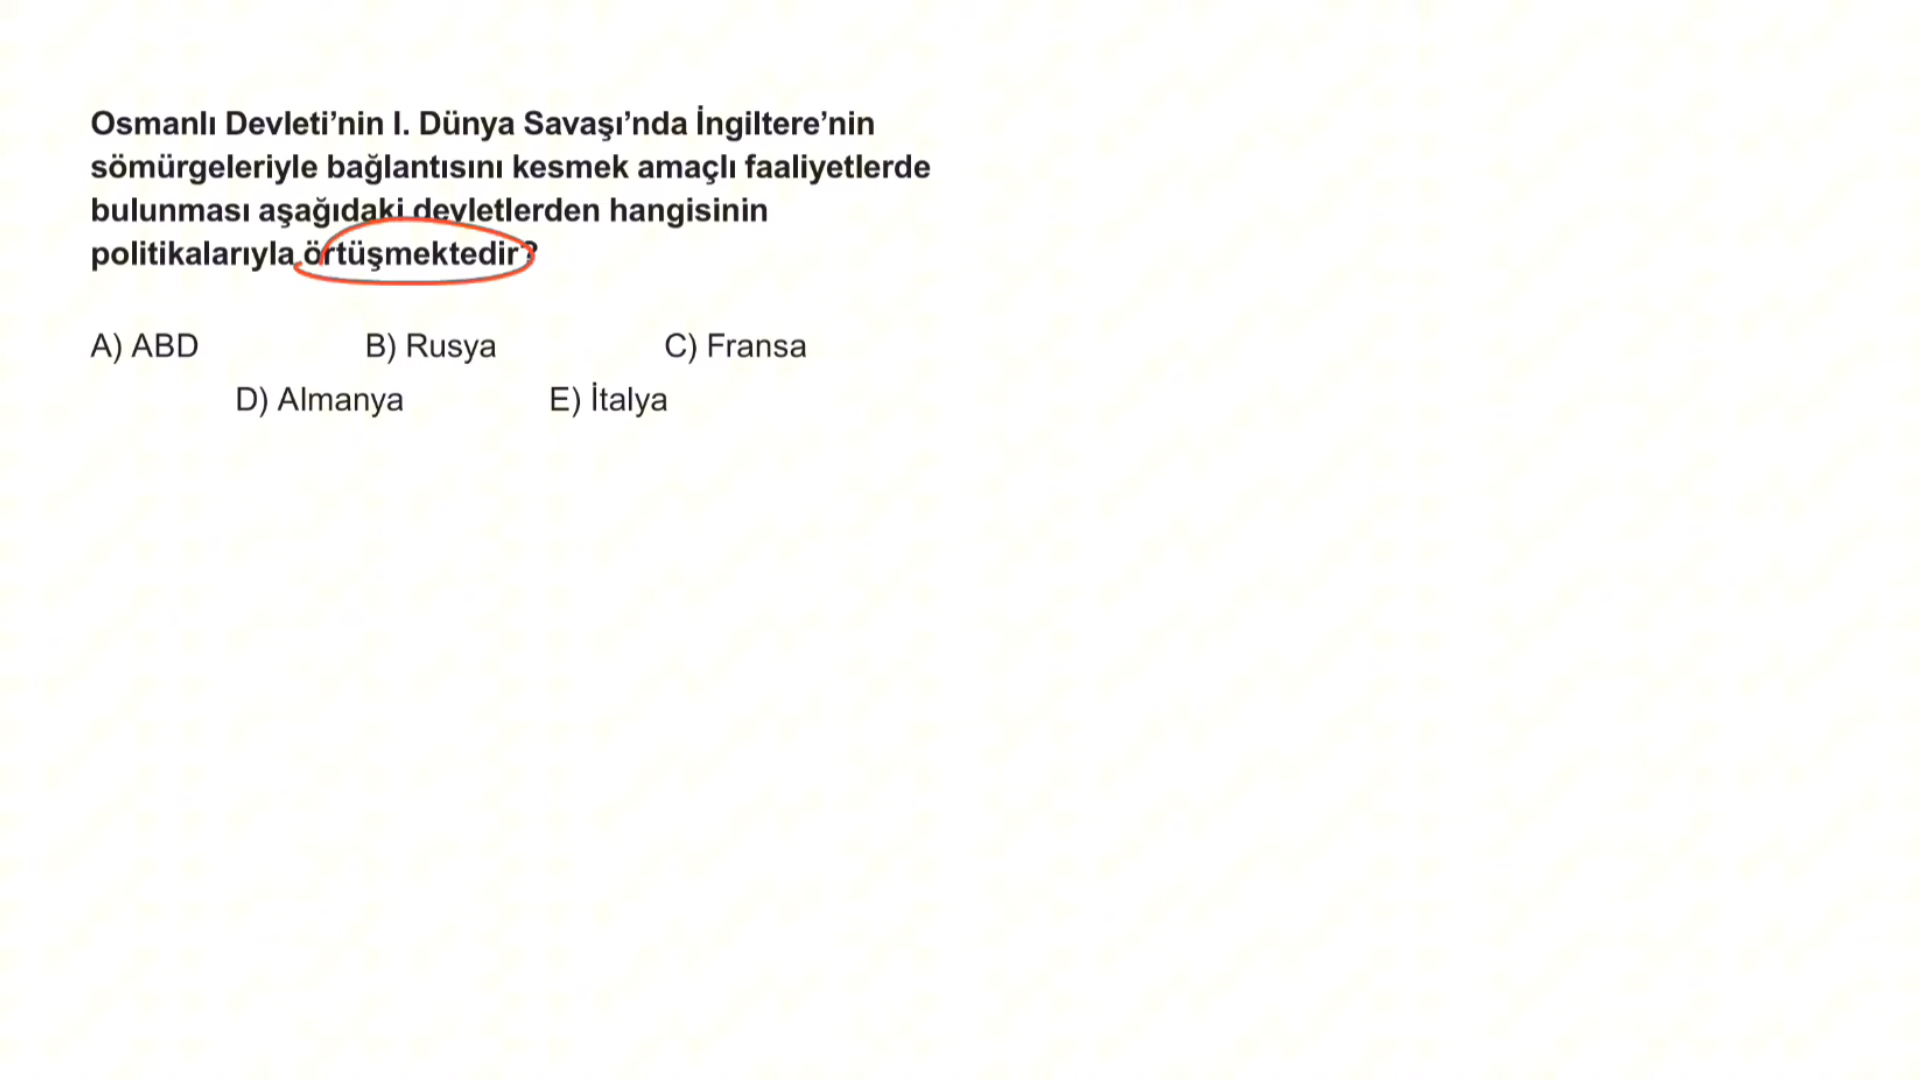 Osmanlı Devleti’nin I. Dünya Savaşı’nda İngiltere’nin
sömürgeleriyle bağlantısını kesmek amaçlı faaliyetlerde
bulunması aşağıdaki devletlerden hangisinin
politikalarıyla örtüşmektedir?
A) ABD B) Rusya C) Fransa
D) Almanya E) İtalya